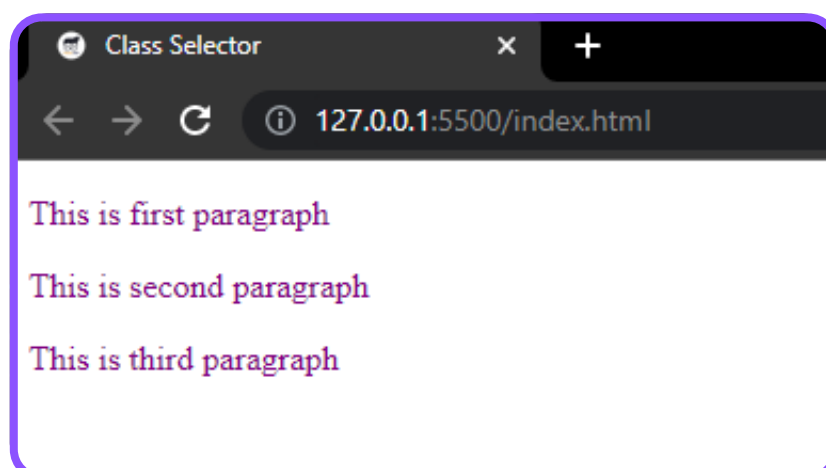 Class Selector
127.0.0.1:5500/index.html
This is first paragraph
This is second paragraph
This is third paragraph